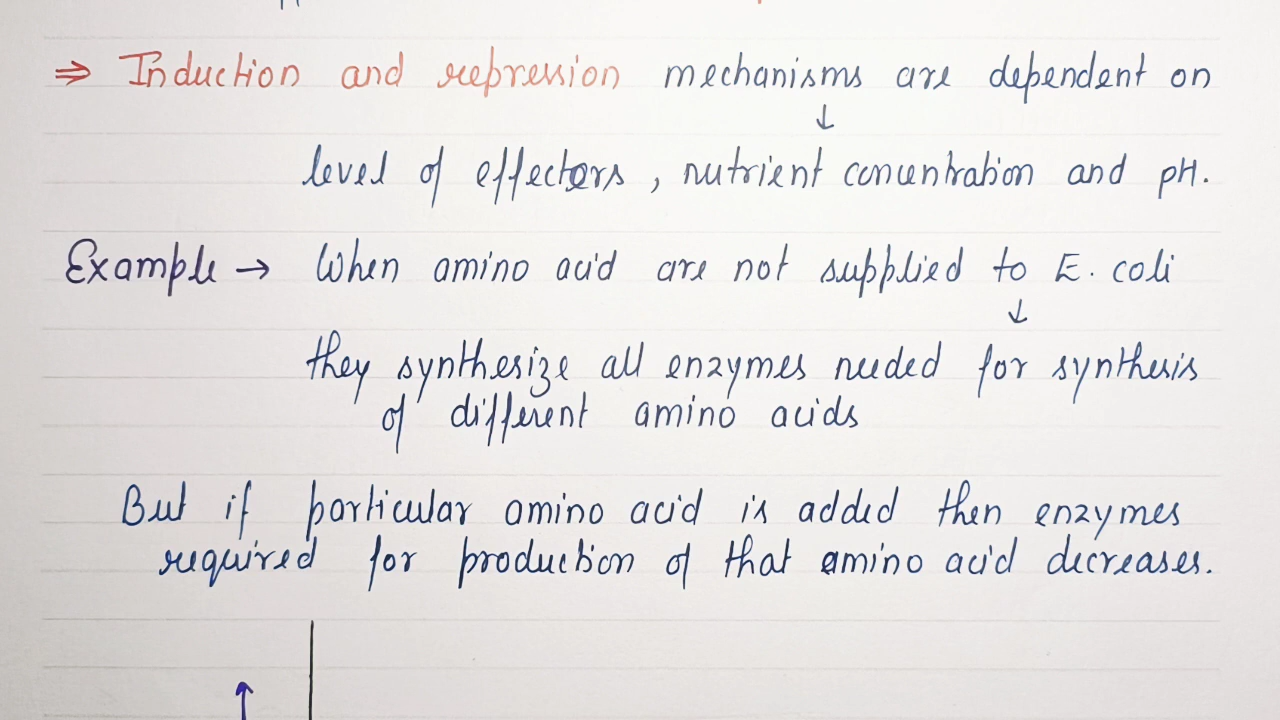 ⇒ Induction and repression mechanisms are dependent on
↓
level of effectors, nutrient concentration and pH.
Example → When amino acid are not supplied to E. coli
↓
they synthesize all enzymes needed for synthesis
of different amino acids
But if particular amino acid is added then enzymes
required for production of that amino acid decreases.